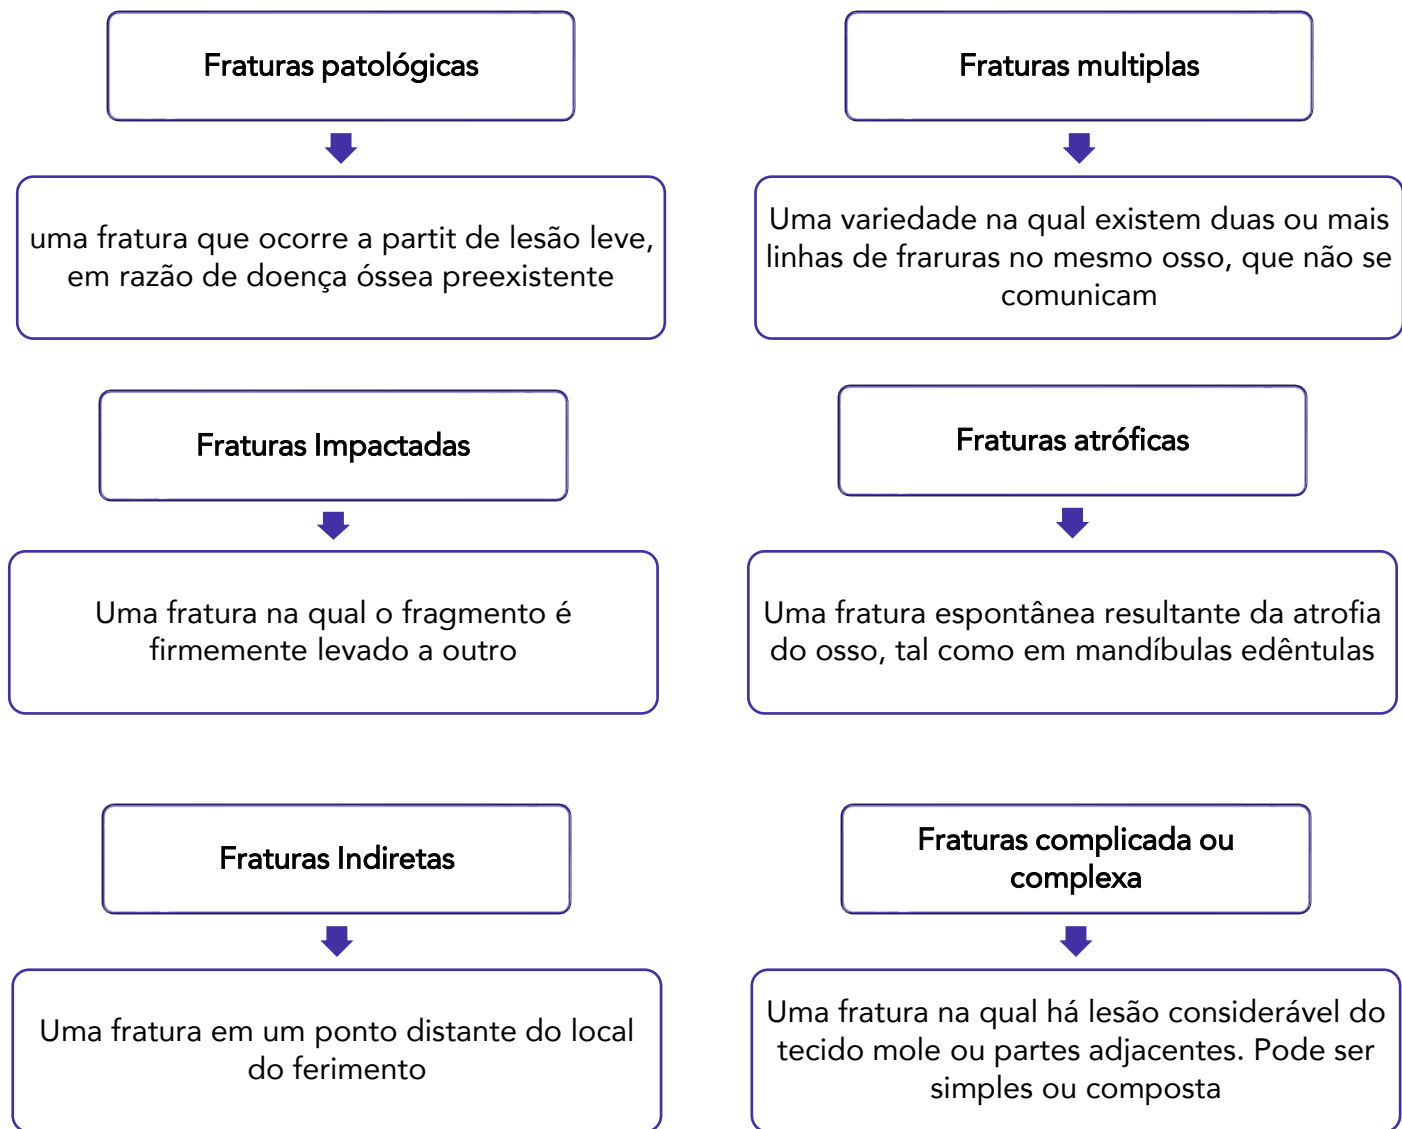 Fraturas patológicas
uma fratura que ocorre a partit de lesão leve,
em razão de doença óssea preexistente
Fraturas multiplas
Uma variedade na qual existem duas ou mais
linhas de fraruras no mesmo osso, que não se
comunicam
Fraturas Impactadas
Uma fratura na qual o fragmento é
firmemente levado a outro
Fraturas atróficas
Uma fratura espontânea resultante da atrofia
do osso, tal como em mandíbulas edêntulas
Fraturas Indiretas
Uma fratura em um ponto distante do local
do ferimento
Fraturas complicada ou
complexa
Uma fratura na qual há lesão considerável do
tecido mole ou partes adjacentes. Pode ser
simples ou composta